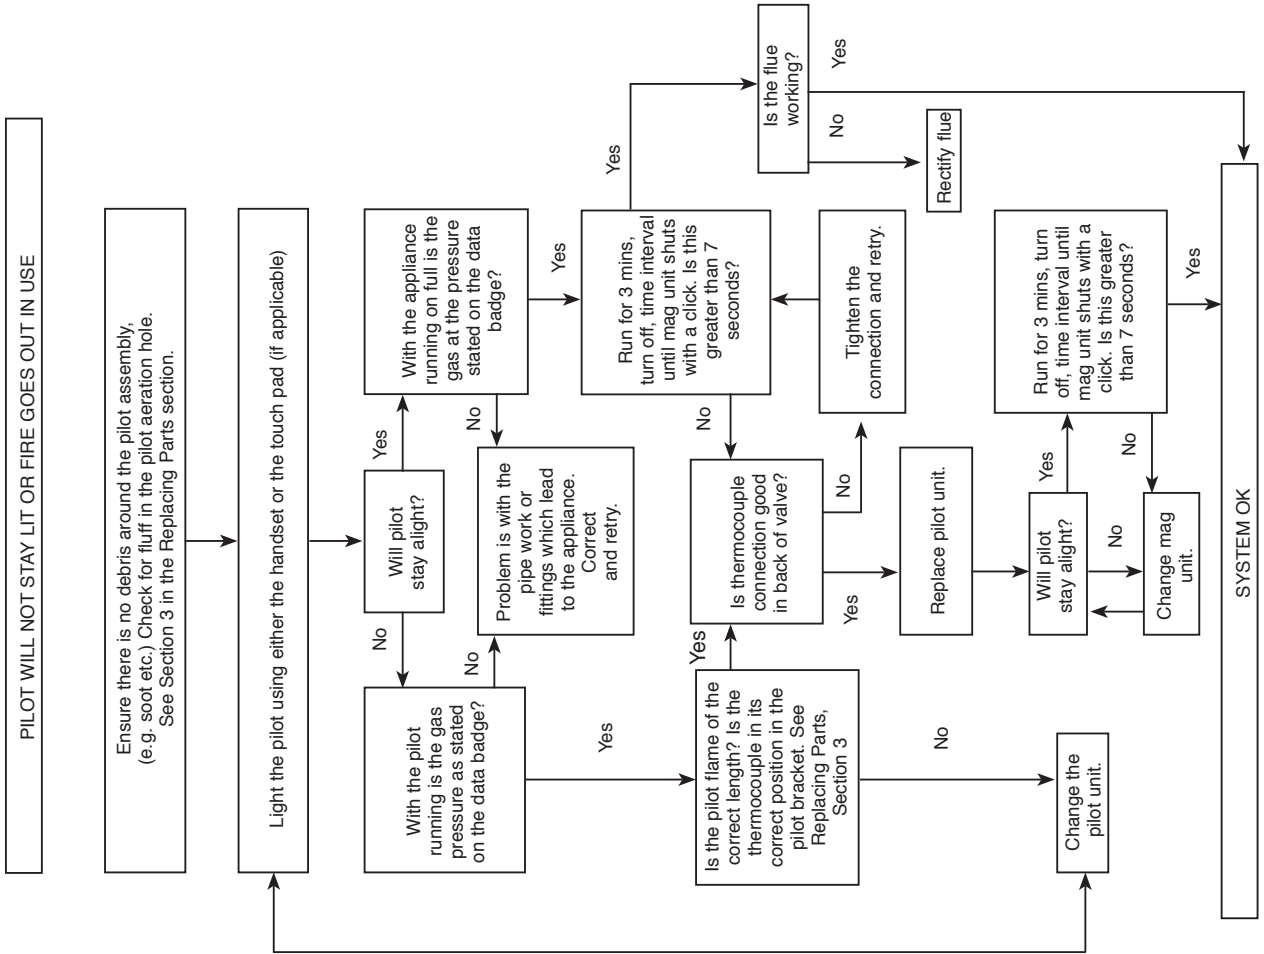 PILOT WILL NOT STAY LIT OR FIRE GOES OUT IN USE
Ensure there is no debris around the pilot assembly,
(e.g. soot etc.) Check for fluff in the pilot aeration hole.
See Section 3 in the Replacing Parts section.
Light the pilot using either the handset or the touch pad (if applicable)
Will pilot
stay alight?
No
Yes
With the pilot
running is the gas
pressure as stated
on the data badge?
No
Problem is with the
pipe work or
fittings which lead
to the appliance.
Correct
and retry.
No
With the appliance
running on full is the
gas at the pressure
stated on the data
badge?
Yes
Yes
Run for 3 mins,
turn off, time interval
until mag unit shuts
with a click. Is this
greater than 7
seconds?
Yes
No
Is the pilot flame of the
correct length? Is the
thermocouple in its
correct position in the
pilot bracket. See
Replacing Parts,
Section 3
Yes
Is thermocouple
connection good
in back of valve?
No
Tighten the
connection and retry.
Is the flue
working?
Yes
No
Rectify flue
Yes
Replace pilot unit.
No
Change the
pilot unit.
Will pilot
stay alight?
Yes
No
Run for 3 mins, turn
off, time interval until
mag unit shuts with a
click. Is this greater
than 7 seconds?
No
Yes
Change mag
unit.
SYSTEM OK